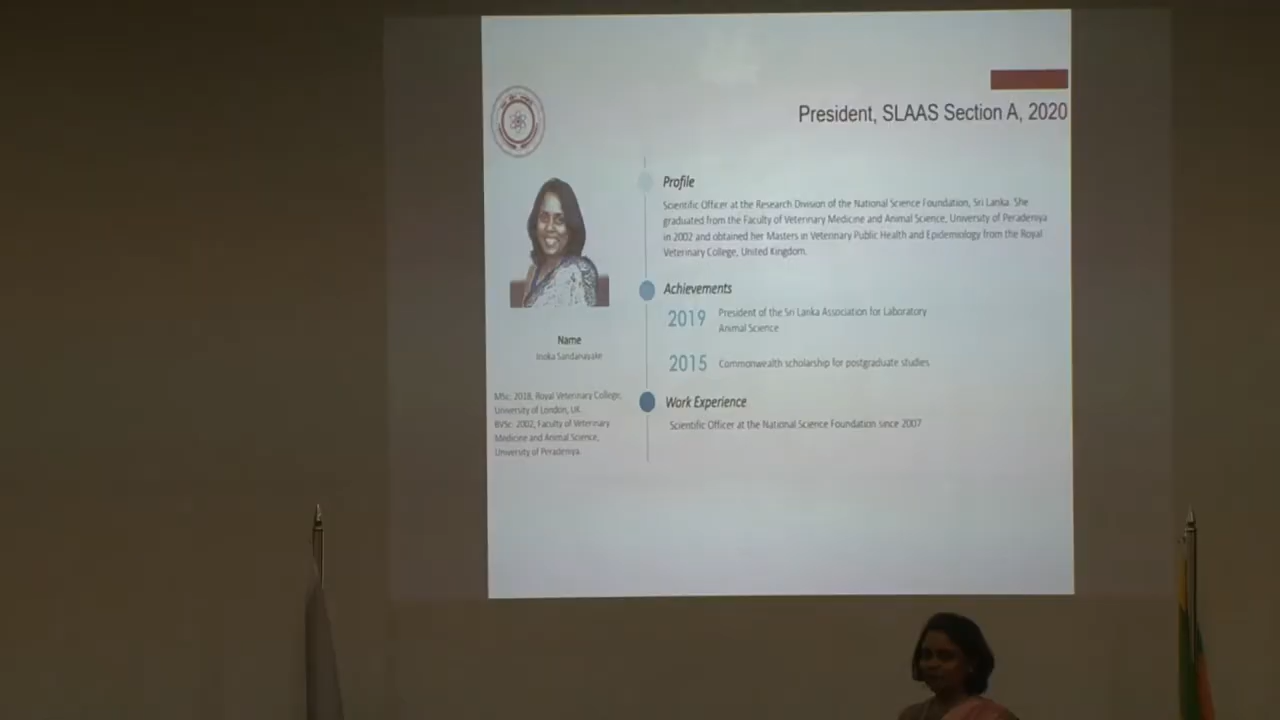 President, SLAAS Section A, 2020
Profile
Scientific Officer at the Research Division of the National Science Foundation, Sri Lanka. She
graduated from the Faculty of Veterinary Medicine and Animal Science, University of Peradeniya
in 2002 and obtained her Masters in Veterinary Public Health and Epidemiology from the Royal
Veterinary College, United Kingdom.
Achievements
2019 President of the Sri Lanka Association for Laboratory
Animal Science
2015 Commonwealth scholarship for postgraduate studies
Work Experience
Scientific Officer at the National Science Foundation since 2007
Name
Inoka Sandanayake
MSc: 2018, Royal Veterinary College,
University of London, UK.
BVSc: 2002, Faculty of Veterinary
Medicine and Animal Science,
University of Peradeniya.